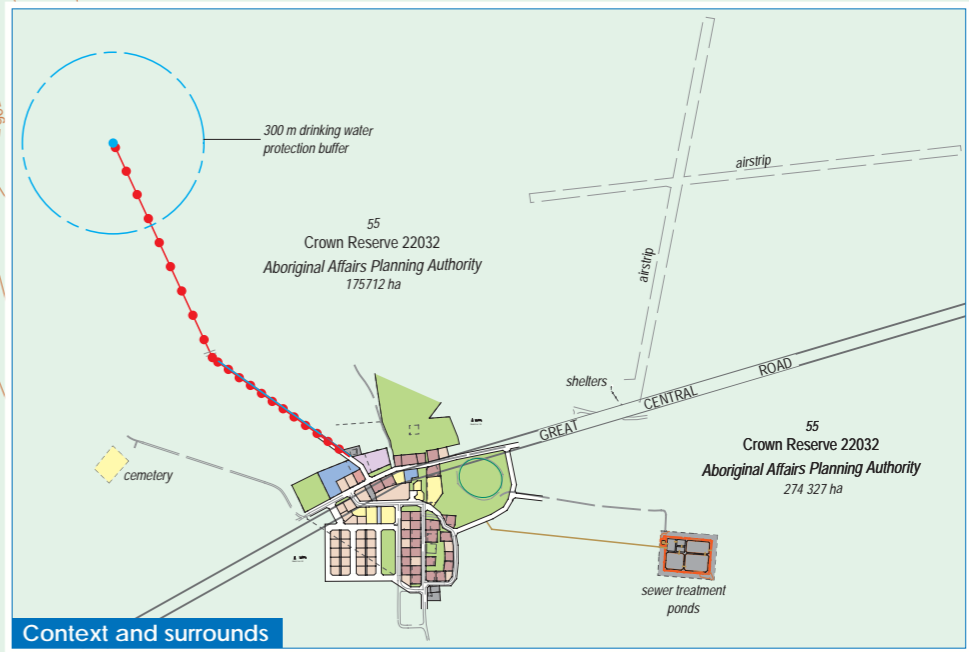 300 m drinking water
protection buffer
airstrip
55
Crown Reserve 22032
Aboriginal Affairs Planning Authority
175712 ha
airstrip
shelters
GREAT CENTRAL ROAD
55
Crown Reserve 22032
Aboriginal Affairs Planning Authority
274 327 ha
cemetery
sewer treatment
ponds
Context and surrounds